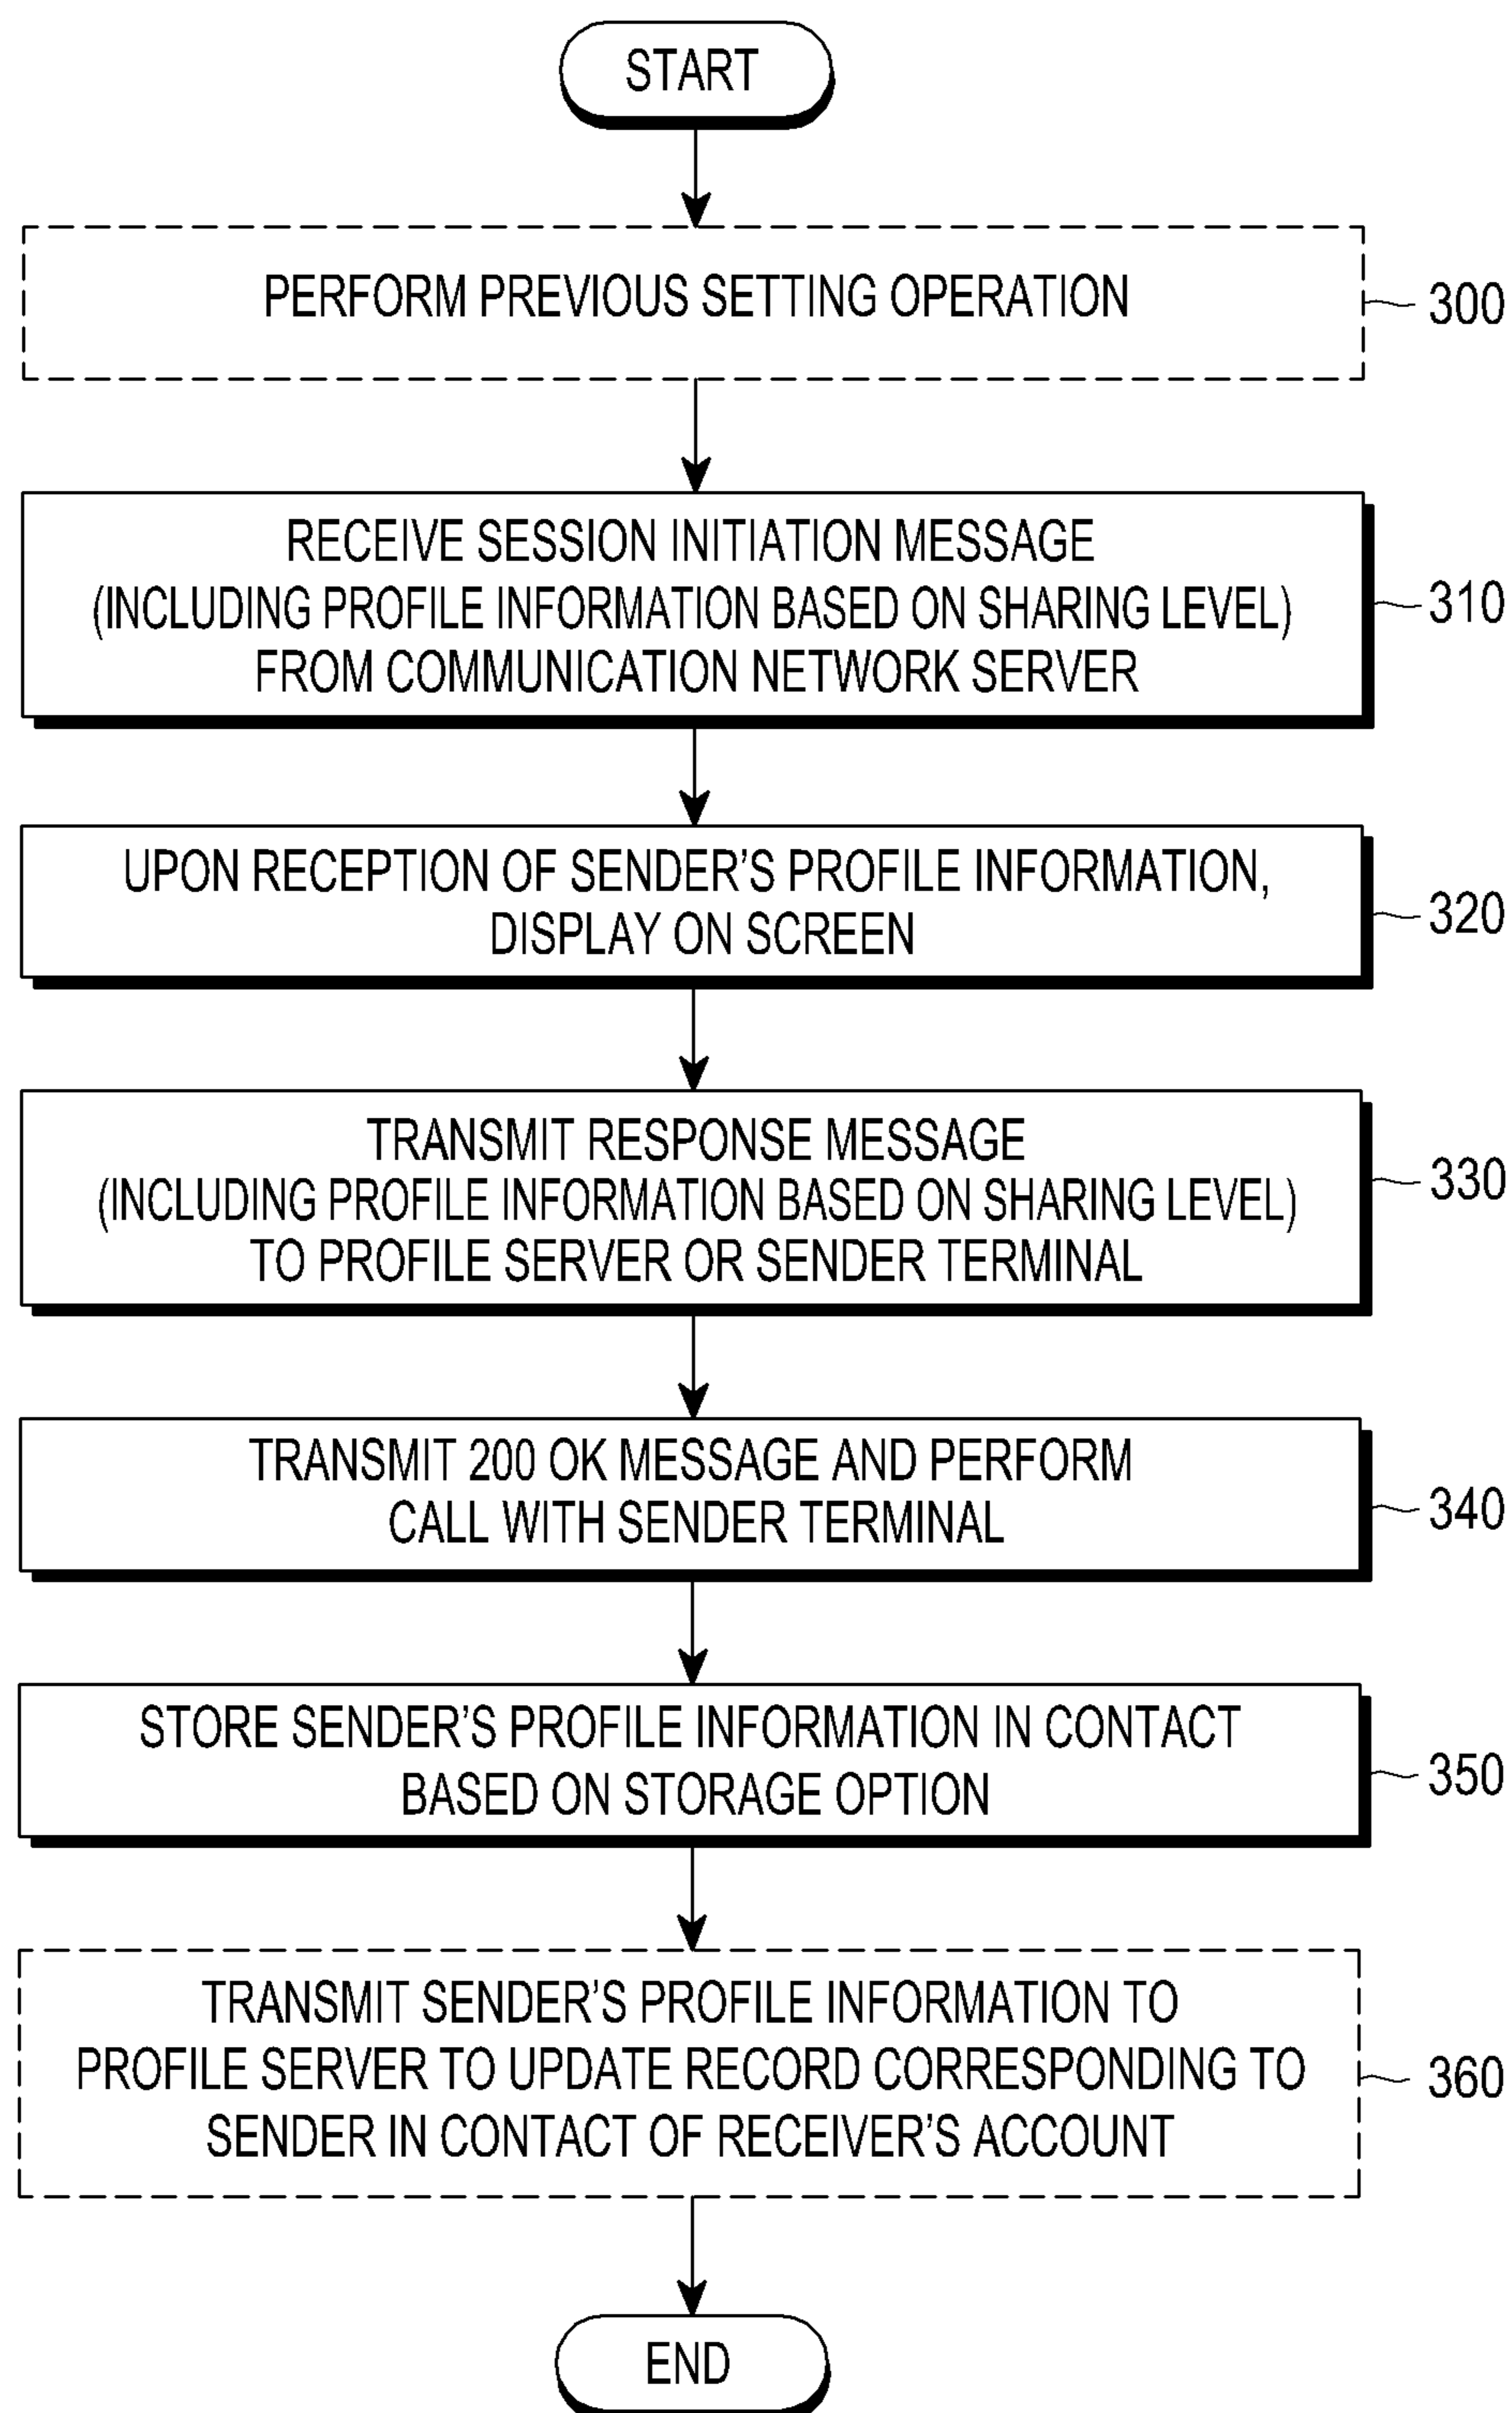 START
PERFORM PREVIOUS SETTING OPERATION
300
RECEIVE SESSION INITIATION MESSAGE
(INCLUDING PROFILE INFORMATION BASED ON SHARING LEVEL)
FROM COMMUNICATION NETWORK SERVER
310
UPON RECEPTION OF SENDER'S PROFILE INFORMATION,
DISPLAY ON SCREEN
320
TRANSMIT RESPONSE MESSAGE
(INCLUDING PROFILE INFORMATION BASED ON SHARING LEVEL)
TO PROFILE SERVER OR SENDER TERMINAL
330
TRANSMIT 200 OK MESSAGE AND PERFORM
CALL WITH SENDER TERMINAL
340
STORE SENDER'S PROFILE INFORMATION IN CONTACT
BASED ON STORAGE OPTION
350
TRANSMIT SENDER'S PROFILE INFORMATION TO
PROFILE SERVER TO UPDATE RECORD CORRESPONDING TO
SENDER IN CONTACT OF RECEIVER'S ACCOUNT
360
END